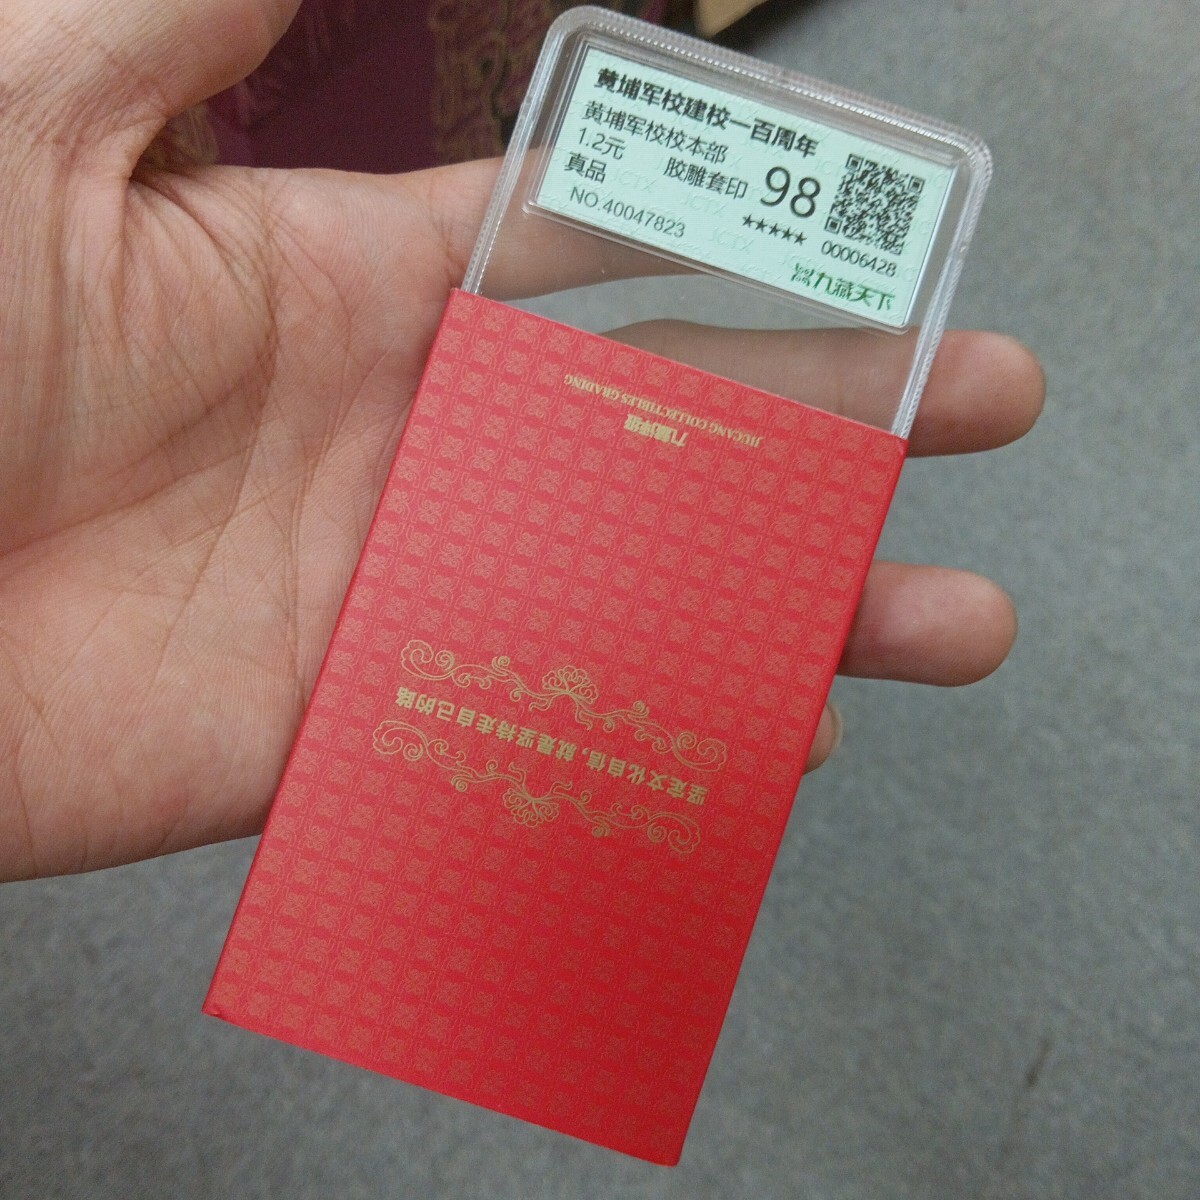 黄埔军校建校一百周年
黄埔军校校本部
1.2元 胶雕套印
真品
98
★★★★★
NO.40047823
00006428
九藏天下
九藏评级
JIUCANG COLLECTIBLES GRADING
坚定文化自信，就是坚持走自己的路